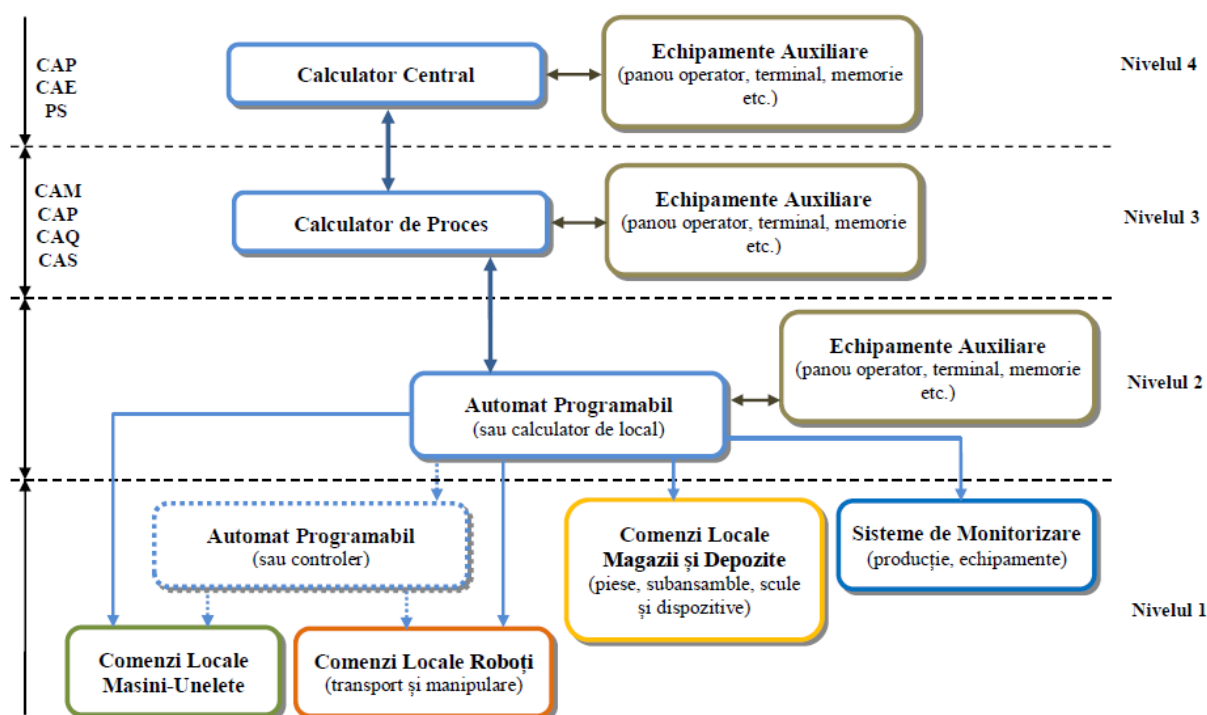 CAP
CAE
PS
Calculator Central
Echipamente Auxiliare
(panou operator, terminal, memorie
etc.)
Nivelul 4
CAM
CAP
CAQ
CAS
Calculator de Proces
Echipamente Auxiliare
(panou operator, terminal, memorie
etc.)
Nivelul 3
Echipamente Auxiliare
(panou operator, terminal, memorie
etc.)
Nivelul 2
Automat Programabil
(sau calculator de local)
Automat Programabil
(sau controler)
Comenzi Locale
Magazii și Depozite
(piese, subansamble, scule
și dispozitive)
Sisteme de Monitorizare
(producție, echipamente)
Nivelul 1
Comenzi Locale
Masini-Unelete
Comenzi Locale Roboți
(transport și manipulare)